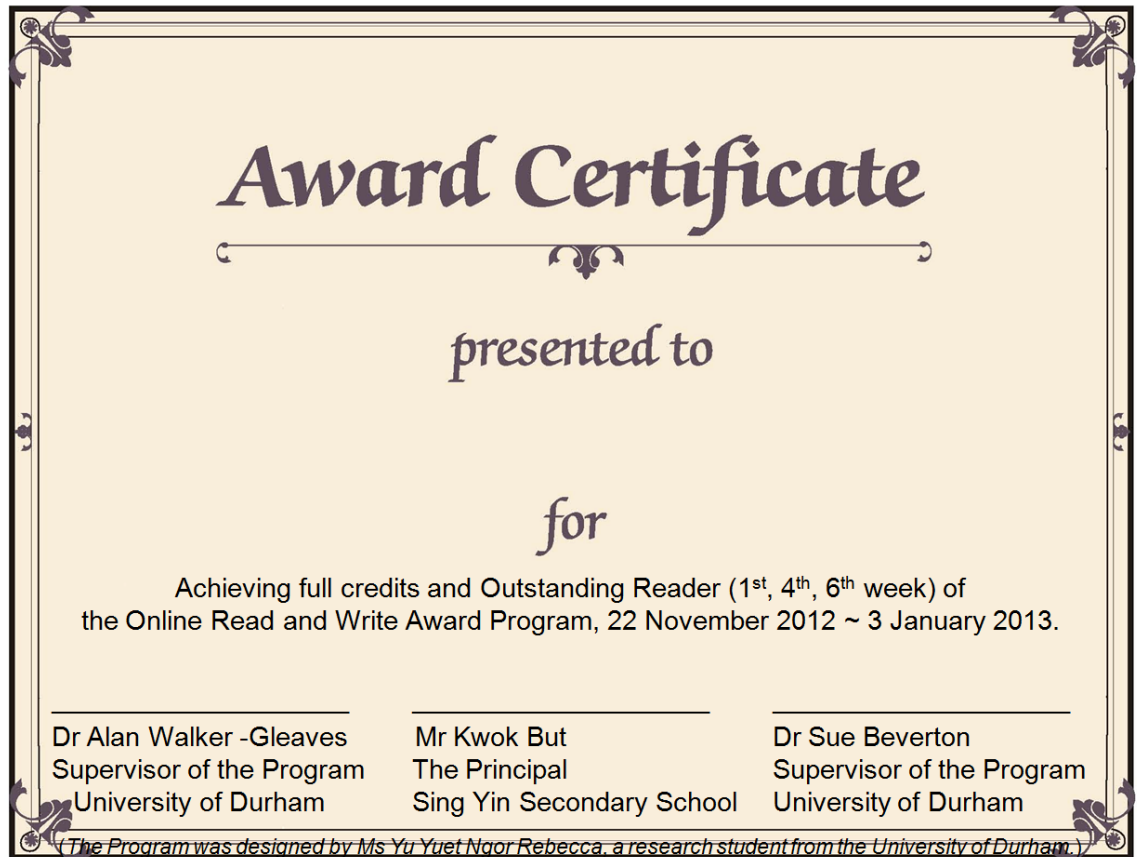 Award Certificate
presented to
for
Achieving full credits and Outstanding Reader (1st, 4th, 6th week) of
the Online Read and Write Award Program, 22 November 2012 ~ 3 January 2013.
Dr Alan Walker -Gleaves
Supervisor of the Program
University of Durham
Mr Kwok But
The Principal
Sing Yin Secondary School
Dr Sue Beverton
Supervisor of the Program
University of Durham
(The Program was designed by Ms Yu Yuet Ngor Rebecca, a research student from the University of Durham.)